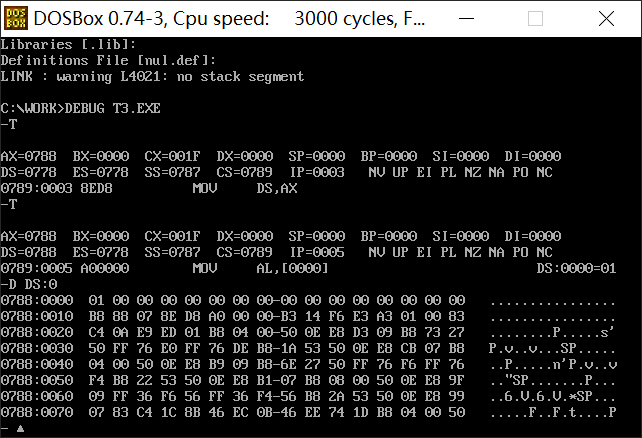 DOS BOX DOSBox 0.74-3, Cpu speed: 3000 cycles, F...
Libraries [.lib]:
Definitions File [nul.def]:
LINK : warning L4021: no stack segment
C:\WORK>DEBUG T3.EXE
-T
AX=0788 BX=0000 CX=001F DX=0000 SP=0000 BP=0000 SI=0000 DI=0000
DS=0778 ES=0778 SS=0787 CS=0789 IP=0003 NV UP EI PL NZ NA PO NC
0789:0003 8ED8 MOV DS,AX
-T
AX=0788 BX=0000 CX=001F DX=0000 SP=0000 BP=0000 SI=0000 DI=0000
DS=0788 ES=0778 SS=0787 CS=0789 IP=0005 NV UP EI PL NZ NA PO NC
0789:0005 A00000 MOV AL,[0000] DS:0000=01
-D DS:0
0788:0000 01 00 00 00 00 00 00 00-00 00 00 00 00 00 00 00 ................
0788:0010 B8 88 07 8E D8 A0 00 00-B3 14 F6 E3 A3 01 00 83 ................
0788:0020 C4 0A E9 ED 01 B8 04 00-50 0E E8 D3 09 B8 73 27 ........P.....s'
0788:0030 50 FF 76 E0 FF 76 DE B8-1A 53 50 0E E8 CB 07 B8 P.v..v...SP.....
0788:0040 04 00 50 0E E8 B9 09 B8-6E 27 50 FF 76 F6 FF 76 ..P.....n'P.v..v
0788:0050 F4 B8 22 53 50 0E E8 B1-07 B8 08 00 50 0E E8 9F .."SP.......P...
0788:0060 09 FF 36 F6 56 FF 36 F4-56 B8 2A 53 50 0E E8 99 ..6.V.6.V.*SP...
0788:0070 07 83 C4 1C 8B 46 EC 0B-46 EE 74 1D B8 04 00 50 .....F..F.t....P
-